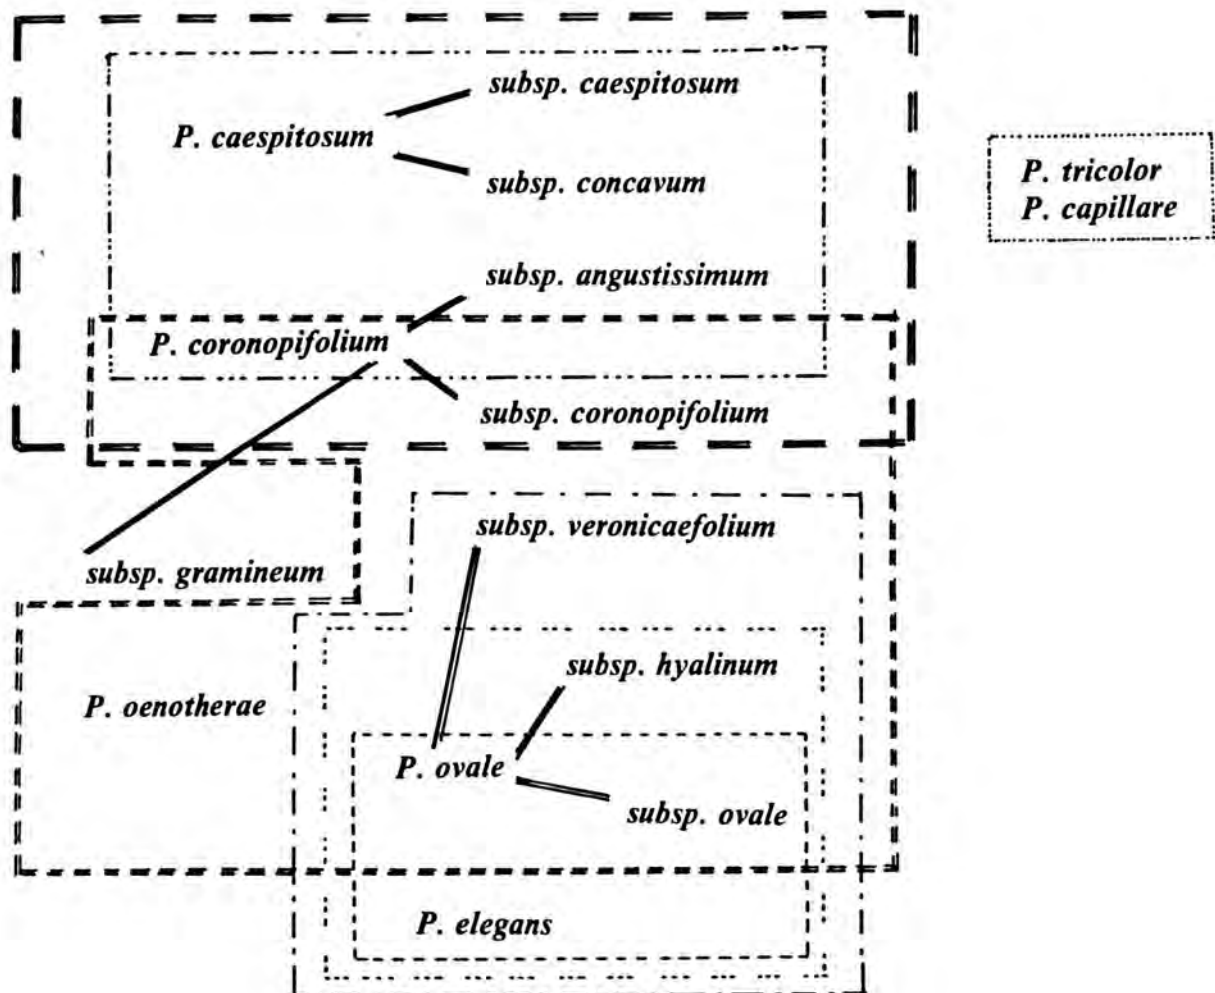 subsp. caespitosum
P. caespitosum
subsp. concavum
P. tricolor
P. capillare
subsp. angustissimum
P. coronopifolium
subsp. coronopifolium
subsp. veronicaefolium
subsp. gramineum
subsp. hyalinum
P. oenotherae
P. ovale
subsp. ovale
P. elegans